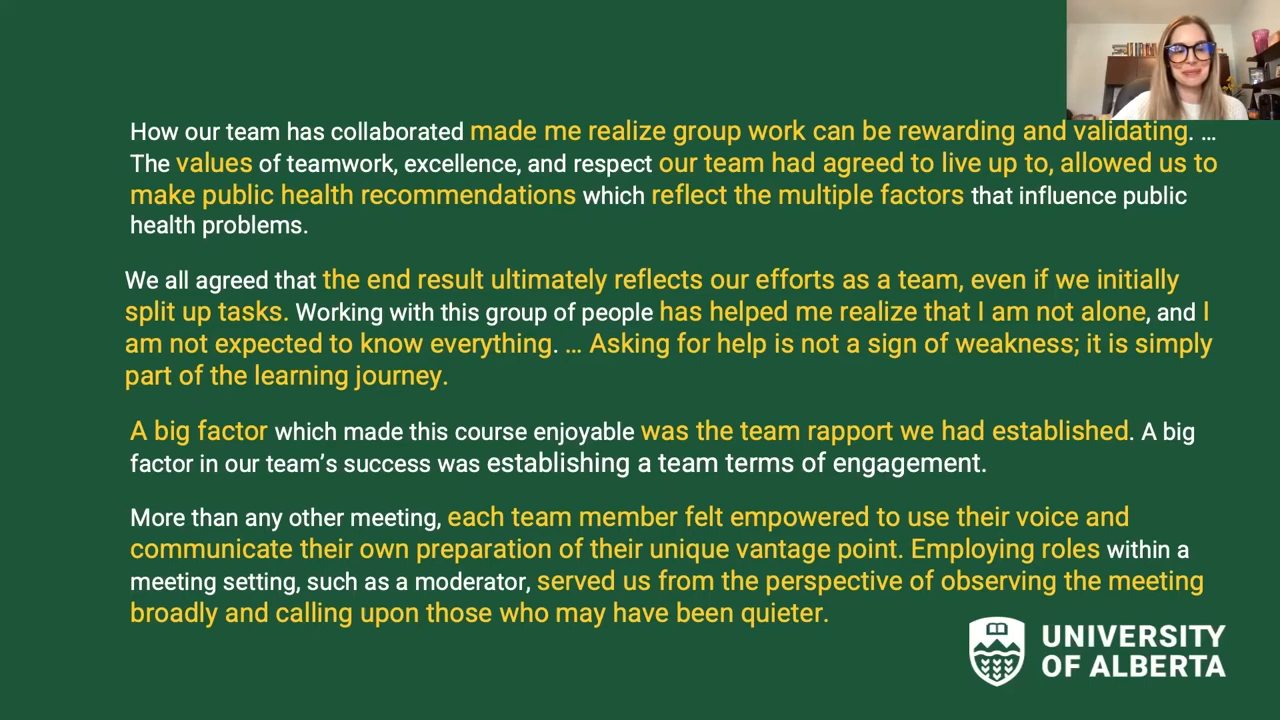 How our team has collaborated made me realize group work can be rewarding and validating. …
The values of teamwork, excellence, and respect our team had agreed to live up to, allowed us to
make public health recommendations which reflect the multiple factors that influence public
health problems.
We all agreed that the end result ultimately reflects our efforts as a team, even if we initially
split up tasks. Working with this group of people has helped me realize that I am not alone, and I
am not expected to know everything. … Asking for help is not a sign of weakness; it is simply
part of the learning journey.
A big factor which made this course enjoyable was the team rapport we had established. A big
factor in our team’s success was establishing a team terms of engagement.
More than any other meeting, each team member felt empowered to use their voice and
communicate their own preparation of their unique vantage point. Employing roles within a
meeting setting, such as a moderator, served us from the perspective of observing the meeting
broadly and calling upon those who may have been quieter.
UNIVERSITY
OF ALBERTA